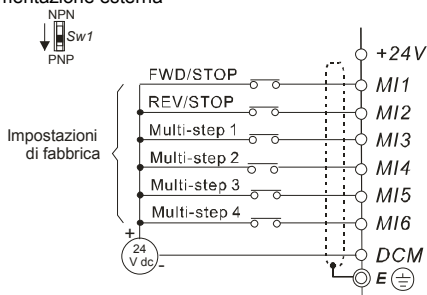 mentazione esterna
NPN
Sw1
PNP
+24V
FWD/STOP
MI1
REV/STOP
MI2
Multi-step 1
MI3
Impostazioni
di fabbrica
Multi-step 2
MI4
Multi-step 3
MI5
Multi-step 4
MI6
+
24
V dc
-
DCM
E